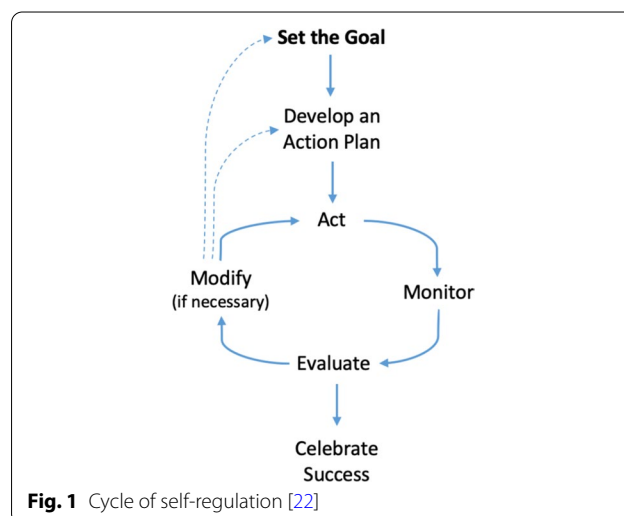 Set the Goal
Develop an
Action Plan
Act
Modify
(if necessary)
Monitor
Evaluate
Celebrate
Success
Fig. 1 Cycle of self-regulation [22]